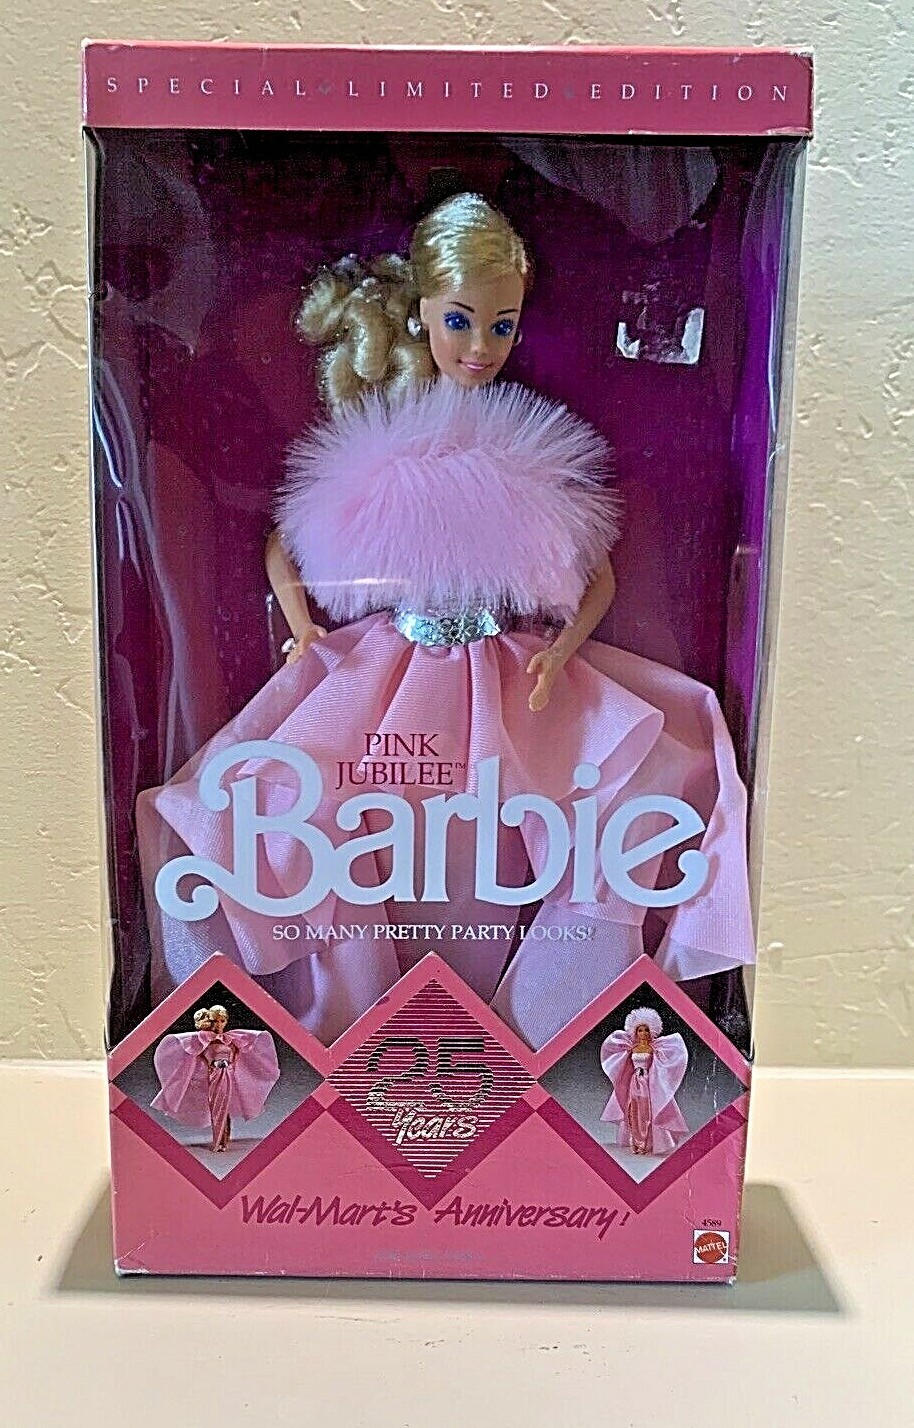 SPECIAL LIMITED EDITION
PINK
JUBILEE™
Barbie
SO MANY PRETTY PARTY LOOKS!
25
Years
Wal-Mart's Anniversary!
4589
MATTEL